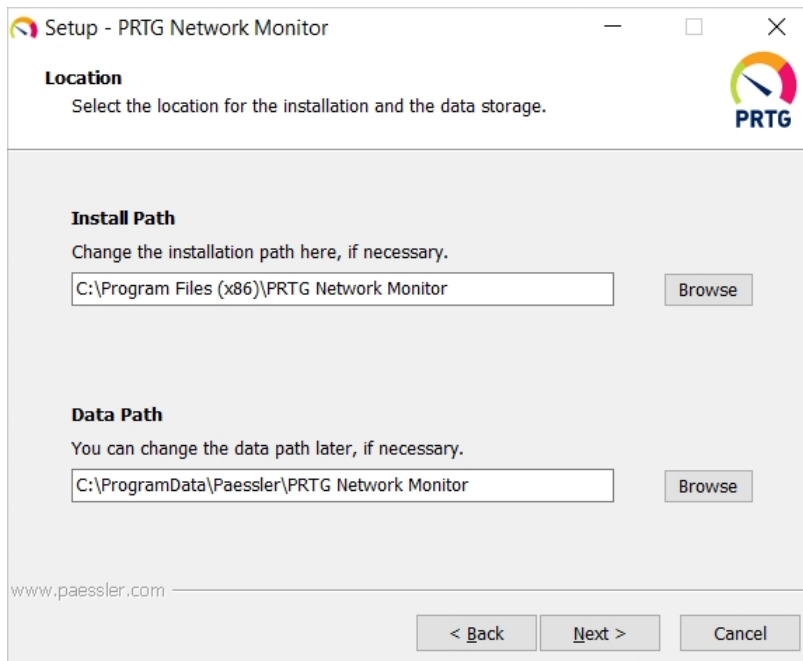 Setup - PRTG Network Monitor
Location
Select the location for the installation and the data storage.
PRTG
Install Path
Change the installation path here, if necessary.
C:\Program Files (x86)\PRTG Network Monitor
Browse
Data Path
You can change the data path later, if necessary.
C:\ProgramData\Paessler\PRTG Network Monitor
Browse
www.paessler.com
< Back
Next >
Cancel